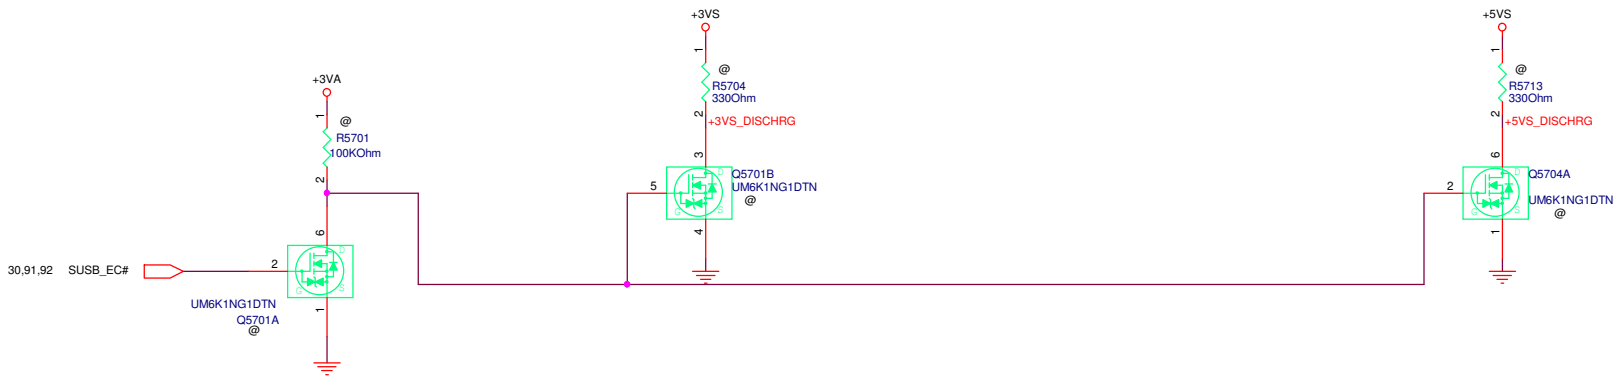 +3VS
1
@
R5704
330Ohm
2
+3VS_DISCHRG
3
D
Q5701B
UM6K1NG1DTN
@
5
G
S
4
+5VS
1
@
R5713
330Ohm
2
+5VS_DISCHRG
6
D
Q5704A
UM6K1NG1DTN
@
2
G
S
1
+3VA
1
@
R5701
100KOhm
2
6
D
30,91,92 SUSB_EC#
2
G
S
UM6K1NG1DTN
Q5701A
@
1